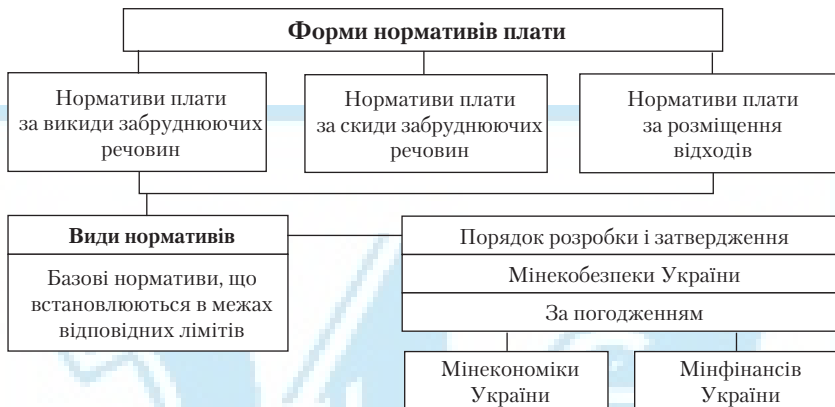 Форми нормативів плати
Нормативи плати
за викиди забруднюючих
речовин
Нормативи плати
за скиди забруднюючих
речовин
Нормативи плати
за розміщення
відходів
Види нормативів
Базові нормативи, що
встановлюються в межах
відповідних лімітів
Порядок розробки і затвердження
Мінекобезпеки України
За погодженням
Мінекономіки
України
Мінфінансів
України